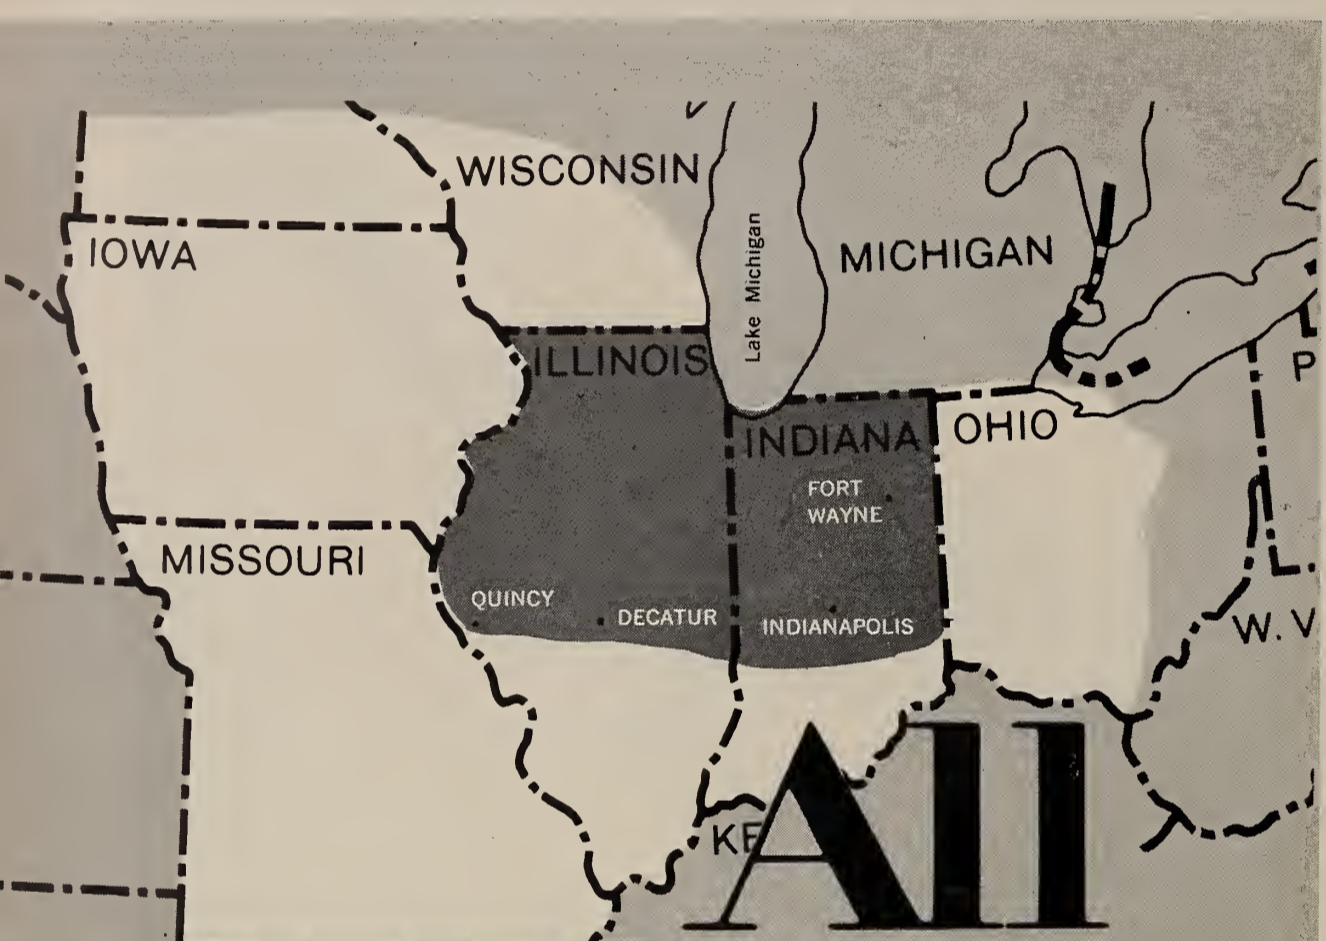 WISCONSIN
IOWA
MICHIGAN
Lake Michigan
ILLINOIS
INDIANA
OHIO
P
FORT
WAYNE
MISSOURI
QUINCY
DECATUR
INDIANAPOLIS
W. V
KE
All